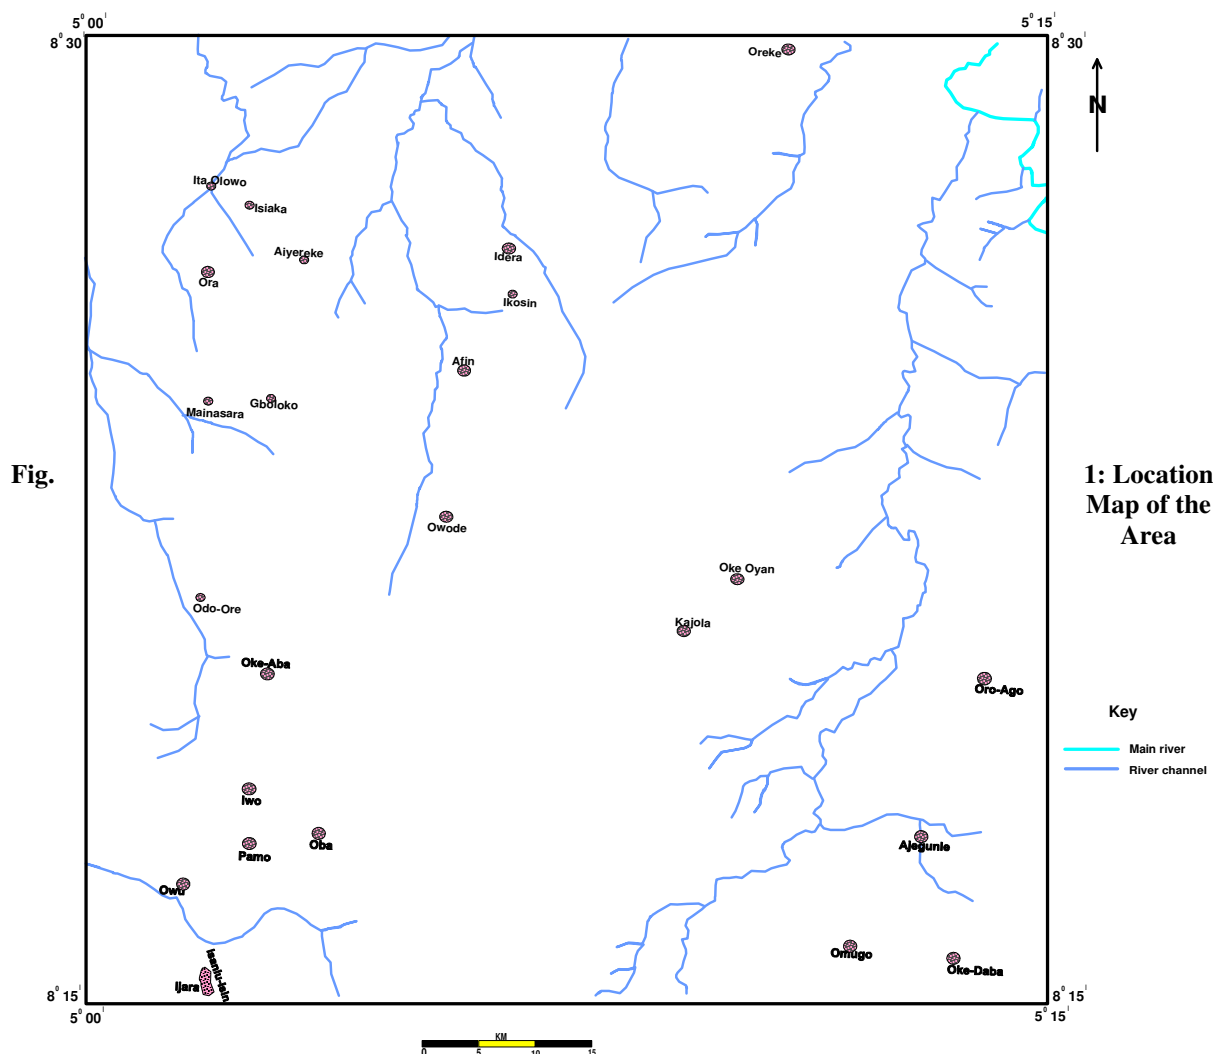 5° 00' 5° 15'
8° 30' 8° 30'
Oreke
N
Ita Olowo
Isiaka
Aiyereke
Idera
Ora
Ikosin
Afin
Mainasara
Gboloko
Fig. 1: Location
Map of the
Area
Owode
Oke Oyan
Odo-Ore
Kajola
Oke-Aba
Oro-Ago
Key
Main river
River channel
Iwo
Oba
Pamo
Ajegunle
Owu
Omugo
Oke-Daba
Isanlu-Isin
Ijara
8° 15' 8° 15'
5° 00' 5° 15'
KM
0 5 10 15